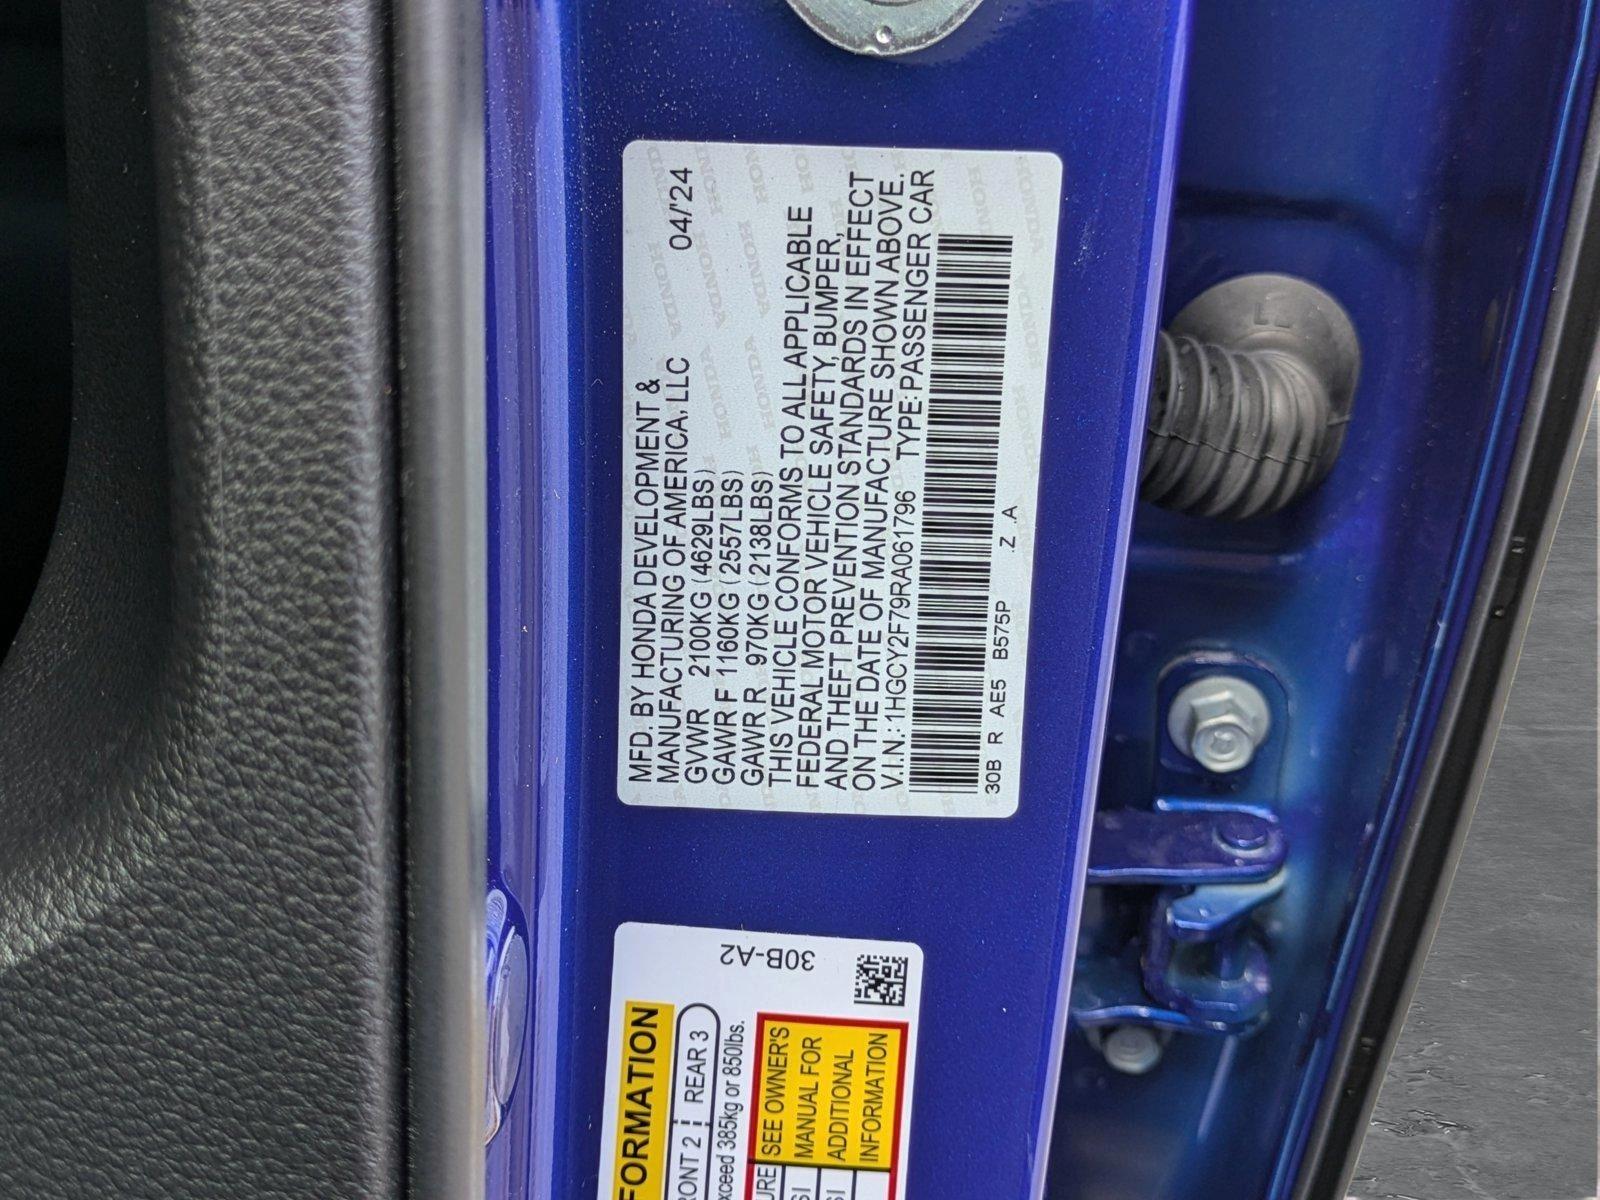 MFD. BY HONDA DEVELOPMENT &
MANUFACTURING OF AMERICA, LLC 04/'24
GVWR 2100KG (4629LBS)
GAWR F 1160KG (2557LBS)
GAWR R 970KG (2138LBS)
THIS VEHICLE CONFORMS TO ALL APPLICABLE
FEDERAL MOTOR VEHICLE SAFETY, BUMPER,
AND THEFT PREVENTION STANDARDS IN EFFECT
ON THE DATE OF MANUFACTURE SHOWN ABOVE.
V.I.N.: 1HGCY2F79RA061796 TYPE: PASSENGER CAR
30B R AE5 B575P .Z .A
30B-A2
FORMATION
RONT 2 REAR 3
xceed 385kg or 850lbs.
URE SEE OWNER'S
SI MANUAL FOR
SI ADDITIONAL
INFORMATION